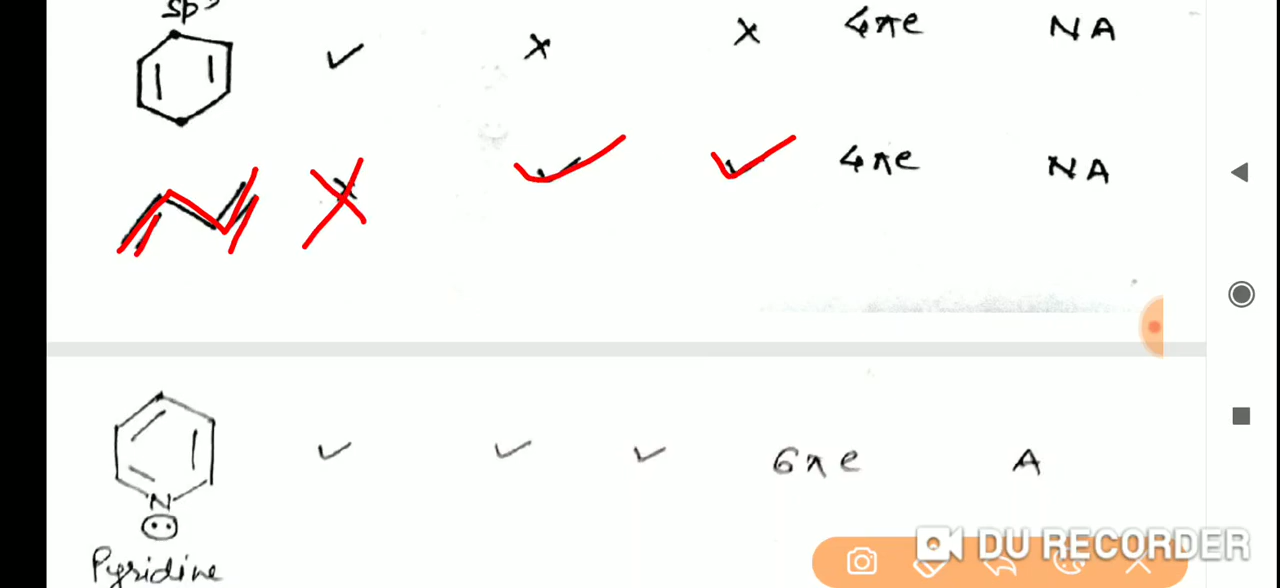 sp³
✓ × × 4πe NA
× ✓ ✓ 4πe NA
✓ ✓ ✓ 6πe A
N
Pyridine
DU RECORDER